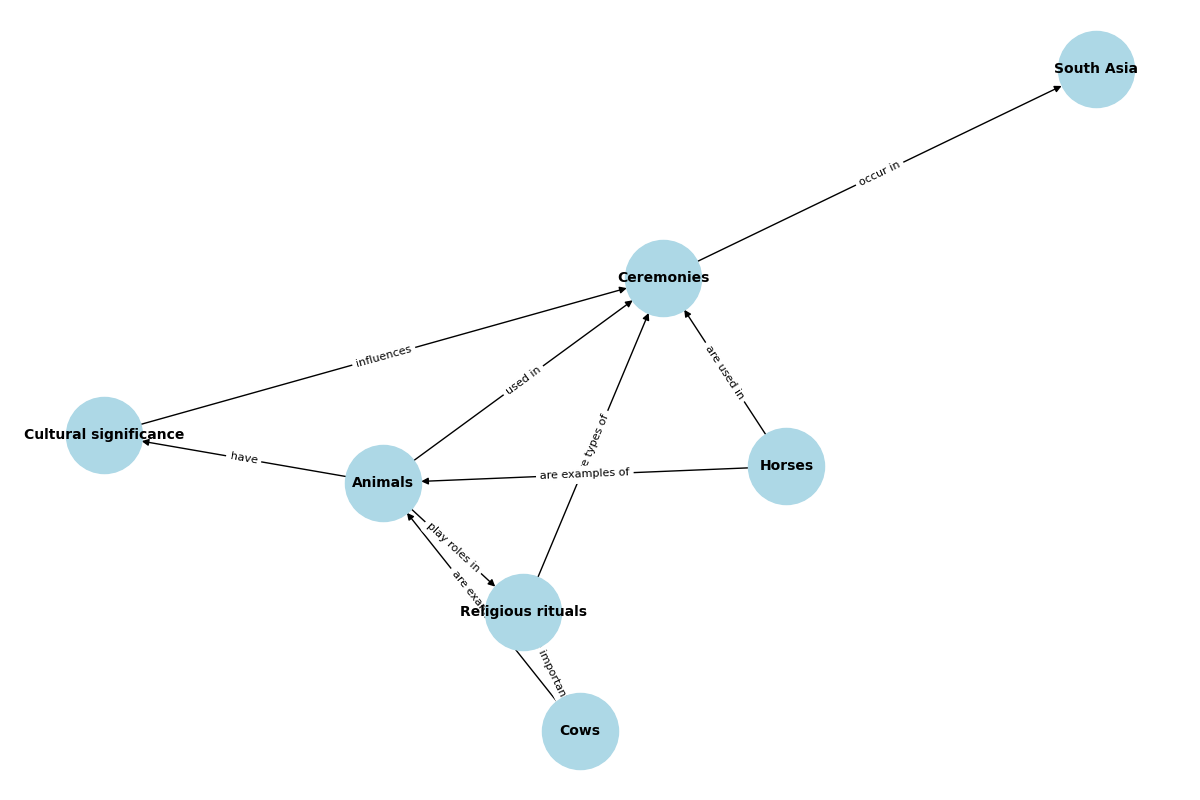 South Asia
occur in
Ceremonies
influences
used in
are used in
Cultural significance
have
e types of
are examples of
Animals
Horses
play roles in
are exa
Religious rituals
importan
Cows